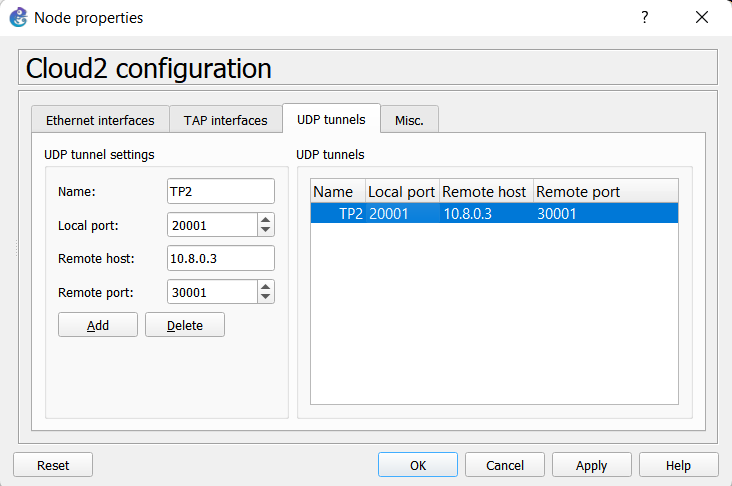 Node properties
?
Cloud2 configuration
Ethernet interfaces TAP interfaces UDP tunnels Misc.
UDP tunnel settings
Name: TP2
Local port: 20001
Remote host: 10.8.0.3
Remote port: 30001
Add Delete
UDP tunnels
Name Local port Remote host Remote port
TP2 20001 10.8.0.3 30001
Reset OK Cancel Apply Help